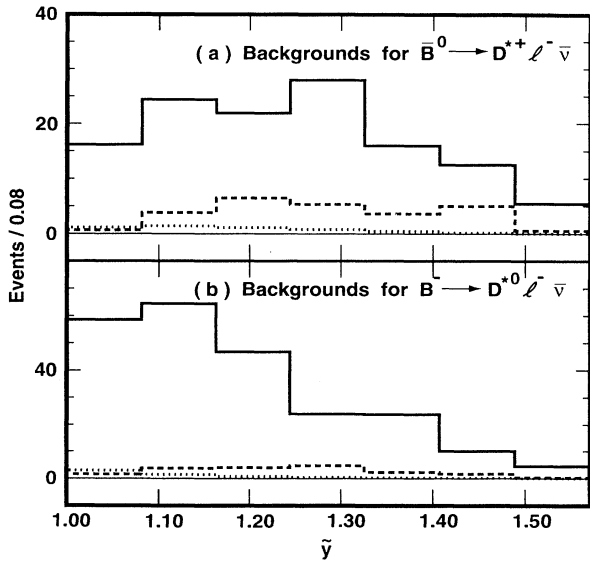 40
( a ) Backgrounds for B̄⁰ → D*⁺ ℓ⁻ ν̄
20
0
Events / 0.08
( b ) Backgrounds for B⁻ → D*⁰ ℓ⁻ ν̄
40
0
1.00 1.10 1.20 1.30 1.40 1.50
ỹ